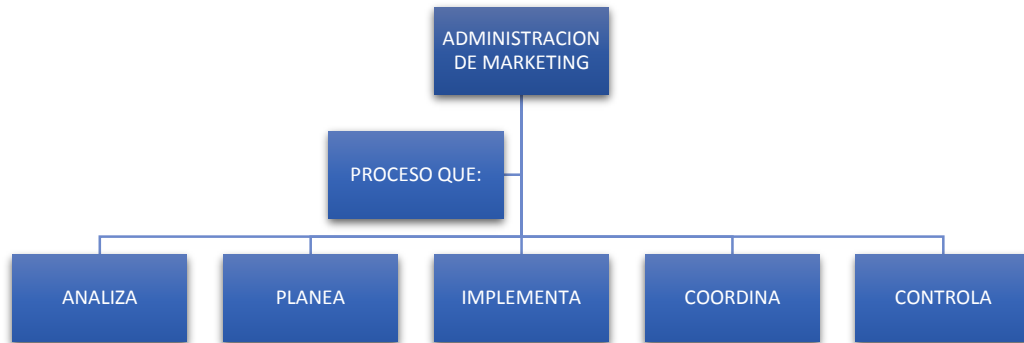 ADMINISTRACION
DE MARKETING
PROCESO QUE:
ANALIZA
PLANEA
IMPLEMENTA
COORDINA
CONTROLA